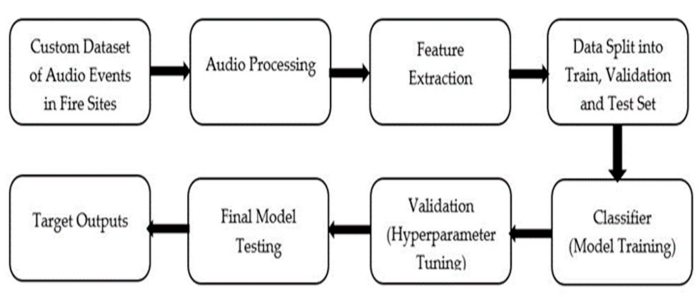 Custom Dataset
of Audio Events
in Fire Sites
Audio Processing
Feature
Extraction
Data Split into
Train, Validation
and Test Set
Classifier
(Model Training)
Validation
(Hyperparameter
Tuning)
Final Model
Testing
Target Outputs